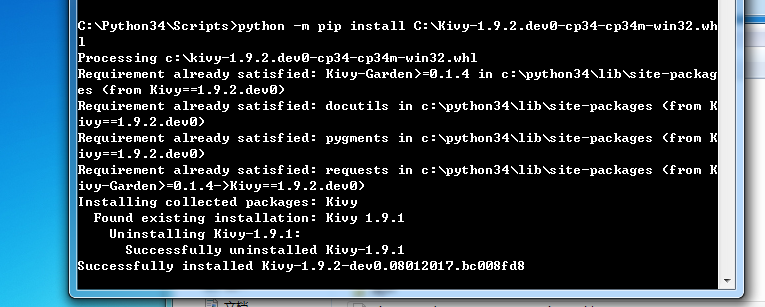 C:\Python34\Scripts>python -m pip install C:\Kivy-1.9.2.dev0-cp34-cp34m-win32.wh
l
Processing c:\kivy-1.9.2.dev0-cp34-cp34m-win32.whl
Requirement already satisfied: Kivy-Garden>=0.1.4 in c:\python34\lib\site-packag
es (from Kivy==1.9.2.dev0)
Requirement already satisfied: docutils in c:\python34\lib\site-packages (from K
ivy==1.9.2.dev0)
Requirement already satisfied: pygments in c:\python34\lib\site-packages (from K
ivy==1.9.2.dev0)
Requirement already satisfied: requests in c:\python34\lib\site-packages (from K
ivy-Garden>=0.1.4->Kivy==1.9.2.dev0)
Installing collected packages: Kivy
  Found existing installation: Kivy 1.9.1
    Uninstalling Kivy-1.9.1:
      Successfully uninstalled Kivy-1.9.1
Successfully installed Kivy-1.9.2-dev0.08012017.bc008fd8
文档